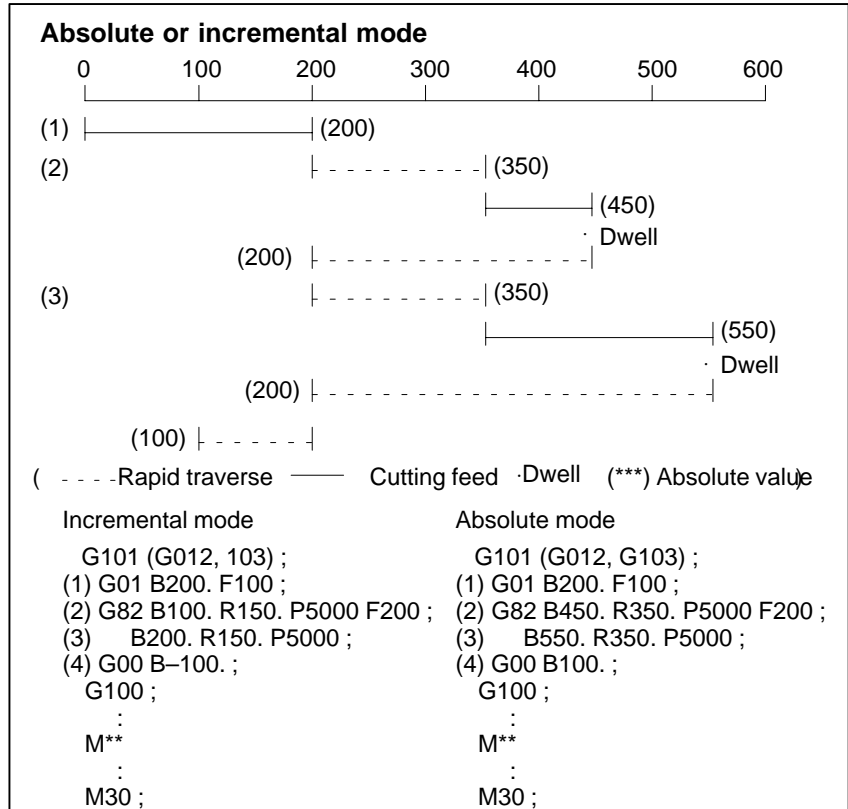 Absolute or incremental mode
0 100 200 300 400 500 600
(1) (200)
(2) (350)
(450)
· Dwell
(200)
(3) (350)
(550)
· Dwell
(200)
(100)
( - - - -Rapid traverse —— Cutting feed ·Dwell (***) Absolute value)
Incremental mode
G101 (G012, 103) ;
(1) G01 B200. F100 ;
(2) G82 B100. R150. P5000 F200 ;
(3) B200. R150. P5000 ;
(4) G00 B–100. ;
G100 ;
:
M**
:
M30 ;
Absolute mode
G101 (G012, G103) ;
(1) G01 B200. F100 ;
(2) G82 B450. R350. P5000 F200 ;
(3) B550. R350. P5000 ;
(4) G00 B100. ;
G100 ;
:
M**
:
M30 ;